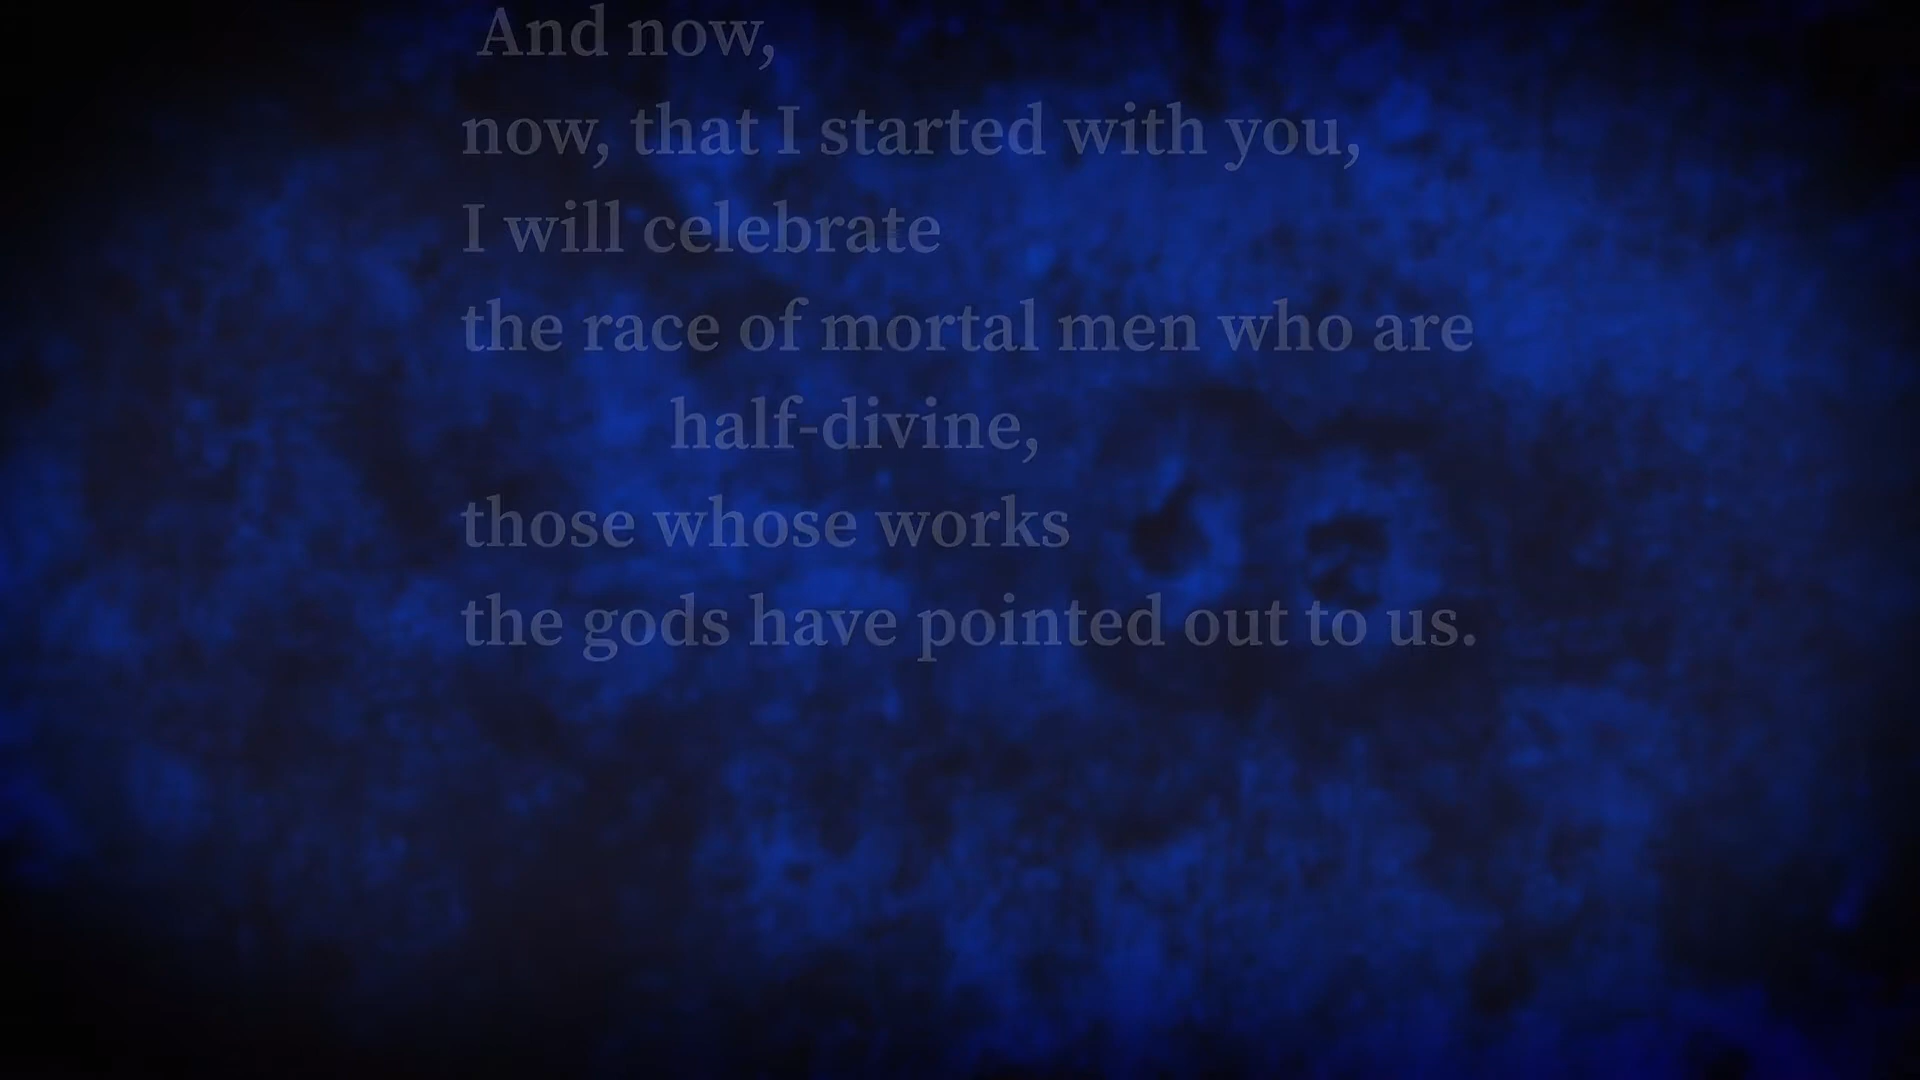 And now,
now, that I started with you,
I will celebrate
the race of mortal men who are
half-divine,
those whose works
the gods have pointed out to us.